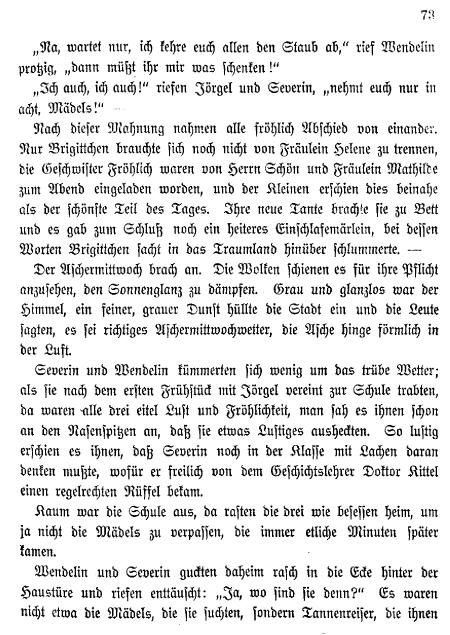 73
„Na, wartet nur, ich kehre euch allen den Staub ab," rief Wendelin
protzig, „dann müßt ihr mir was schenken!"
„Ich auch, ich auch!" riefen Jörgel und Severin, „nehmt euch nur in
acht, Mädels!"
Nach dieser Mahnung nahmen alle fröhlich Abschied von einander.
Nur Brigittchen brauchte sich noch nicht von Fräulein Helene zu trennen,
die Geschwister Fröhlich waren von Herrn Schön und Fräulein Mathilde
zum Abend eingeladen worden, und der Kleinen erschien dies beinahe
als der schönste Teil des Tages. Ihre neue Tante brachte sie zu Bett
und es gab zum Schluß noch ein heiteres Einschlafemärlein, bei dessen
Worten Brigittchen sacht in das Traumland hinüber schlummerte. —
Der Aschermittwoch brach an. Die Wolken schienen es für ihre Pflicht
anzusehen, den Sonnenglanz zu dämpfen. Grau und glanzlos war der
Himmel, ein feiner, grauer Dunst hüllte die Stadt ein und die Leute
sagten, es sei richtiges Aschermittwochwetter, die Asche hinge förmlich in
der Luft.
Severin und Wendelin kümmerten sich wenig um das trübe Wetter;
als sie nach dem ersten Frühstück mit Jörgel vereint zur Schule trabten,
da waren alle drei eitel Lust und Fröhlichkeit, man sah es ihnen schon
an den Nasenspitzen an, daß sie etwas Lustiges ausheckten. So lustig
erschien es ihnen, daß Severin noch in der Klasse mit Lachen daran
denken mußte, wofür er freilich von dem Geschichtslehrer Doktor Kittel
einen regelrechten Rüffel bekam.
Kaum war die Schule aus, da rasten die drei wie besessen heim, um
ja nicht die Mädels zu verpassen, die immer etliche Minuten später
kamen.
Wendelin und Severin guckten daheim rasch in die Ecke hinter der
Haustüre und riefen enttäuscht: „Ja, wo sind sie denn?" Es waren
nicht etwa die Mädels, die sie suchten, sondern Tannenreiser, die ihnen